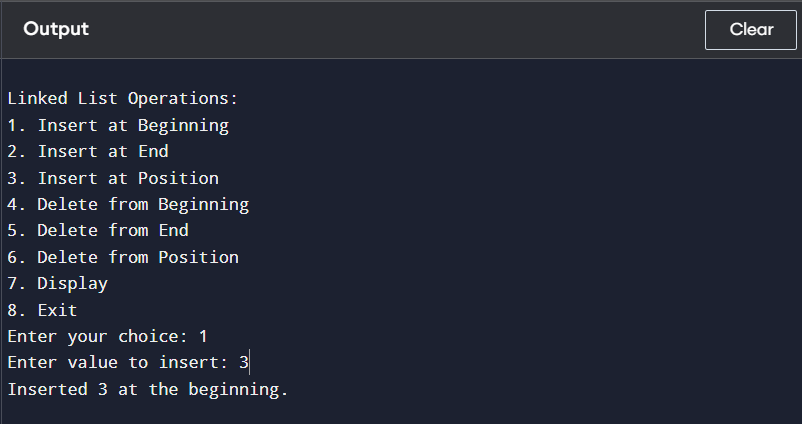 Output
Clear
Linked List Operations:
1. Insert at Beginning
2. Insert at End
3. Insert at Position
4. Delete from Beginning
5. Delete from End
6. Delete from Position
7. Display
8. Exit
Enter your choice: 1
Enter value to insert: 3
Inserted 3 at the beginning.